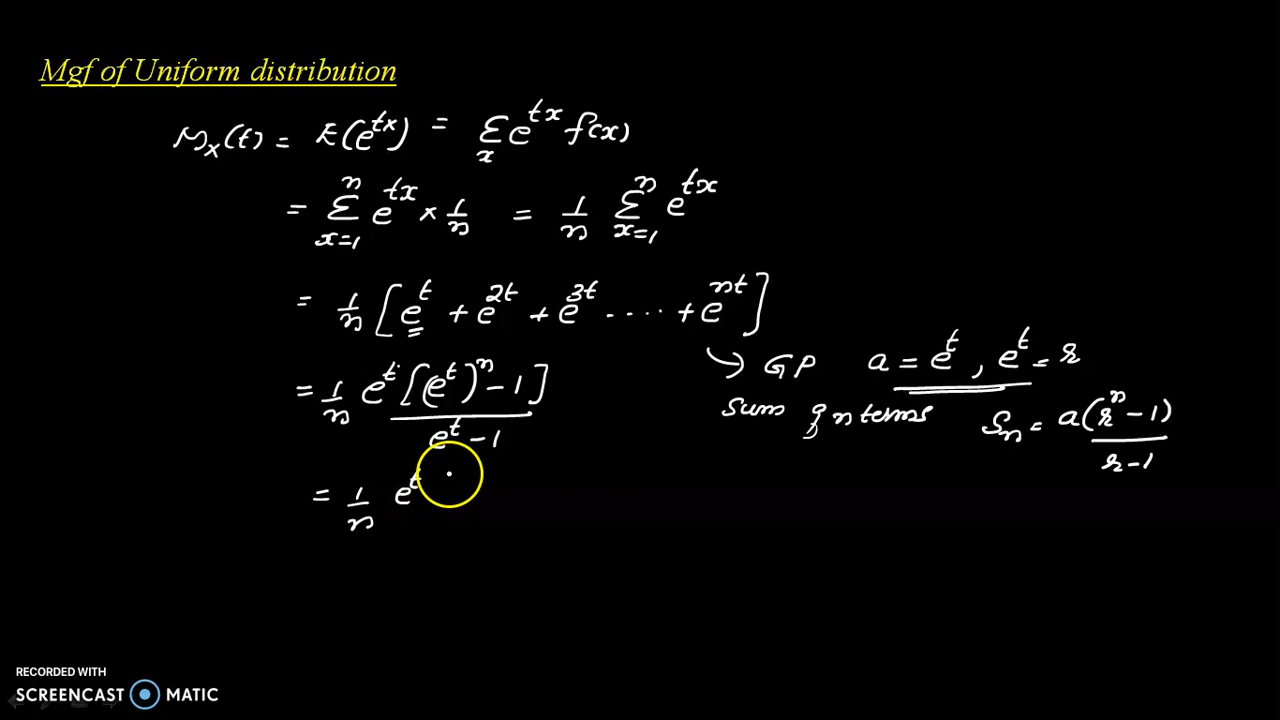 Mgf of Uniform distribution
Mₓ(t) = E(e^{tx}) = Σ_{x} e^{tx} f(x)
= Σ_{x=1}^{n} e^{tx} × 1/n = 1/n Σ_{x=1}^{n} e^{tx}
= 1/n [e^{t} + e^{2t} + e^{3t} ..... + e^{nt}]
→ GP a = e^{t}, e^{t} = r
= 1/n e^{t} [(e^{t})^{n} - 1] / e^{t} - 1
Sum of n terms Sₙ = a(r^{n} - 1) / r - 1
= 1/n e^{t}
RECORDED WITH
SCREENCAST MATIC